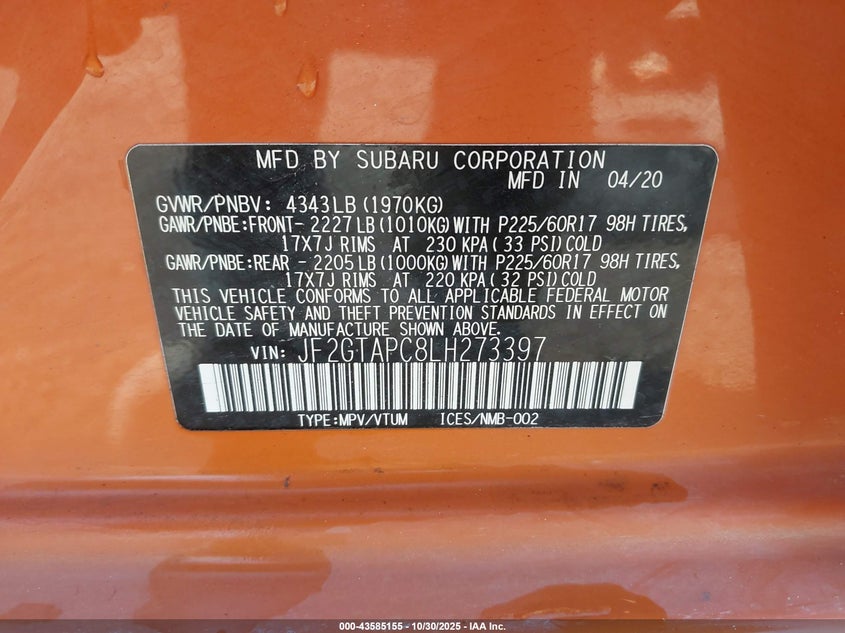 MFD BY SUBARU CORPORATION
MFD IN 04/20
GVWR/PNBV: 4343LB (1970KG)
GAWR/PNBE:FRONT- 2227LB (1010KG) WITH P225/60R17 98H TIRES,
17X7J RIMS AT 230 KPA ( 33 PSI) COLD
GAWR/PNBE:REAR - 2205LB (1000KG) WITH P225/60R17 98H TIRES,
17X7J RIMS AT 220 KPA ( 32 PSI) COLD
THIS VEHICLE CONFORMS TO ALL APPLICABLE FEDERAL MOTOR
VEHICLE SAFETY AND THEFT PREVENTION STANDARDS IN EFFECT ON
THE DATE OF MANUFACTURE SHOWN ABOVE.
VIN: JF2GTAPC8LH273397
TYPE:MPV/VTUM ICES/NMB-002
000-43585155 - 10/30/2025 - IAA Inc.